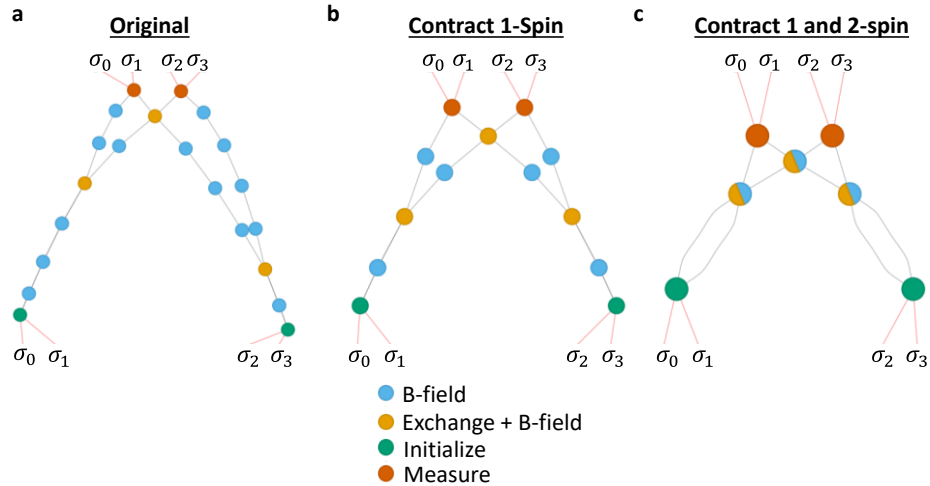 a
Original
σ₀ σ₁ σ₂ σ₃
σ₀ σ₁ σ₂ σ₃
b
Contract 1-Spin
σ₀ σ₁ σ₂ σ₃
σ₀ σ₁ σ₂ σ₃
c
Contract 1 and 2-spin
σ₀ σ₁ σ₂ σ₃
σ₀ σ₁ σ₂ σ₃
B-field
Exchange + B-field
Initialize
Measure